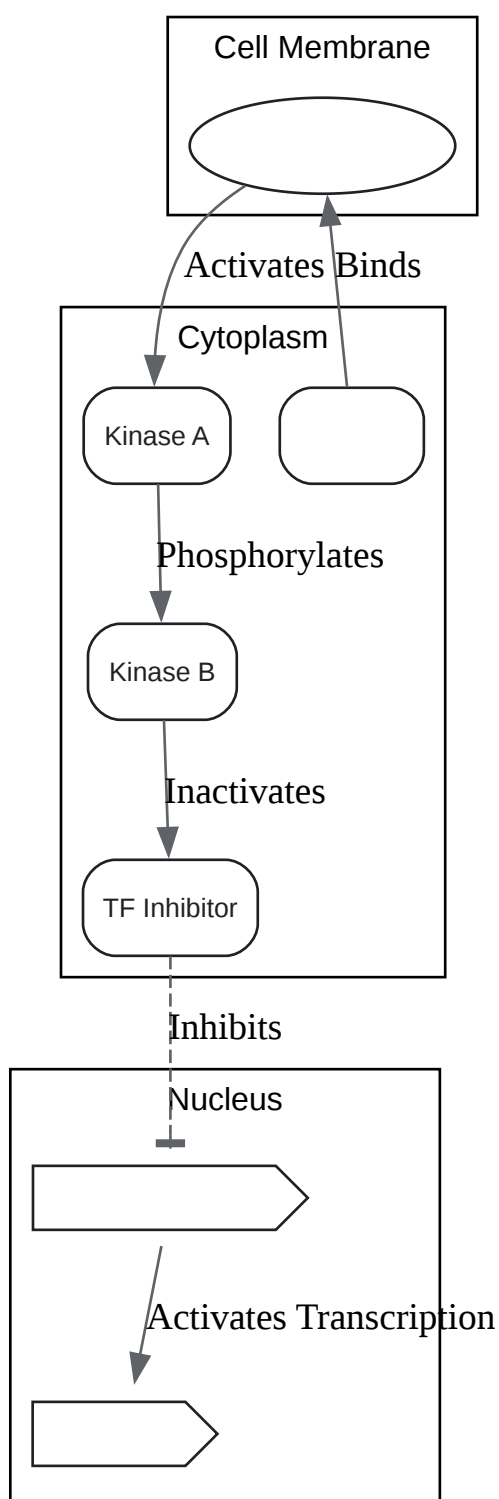 Cell Membrane
Activates
Binds
Cytoplasm
Kinase A
Phosphorylates
Kinase B
Inactivates
TF Inhibitor
Inhibits
Nucleus
Activates Transcription